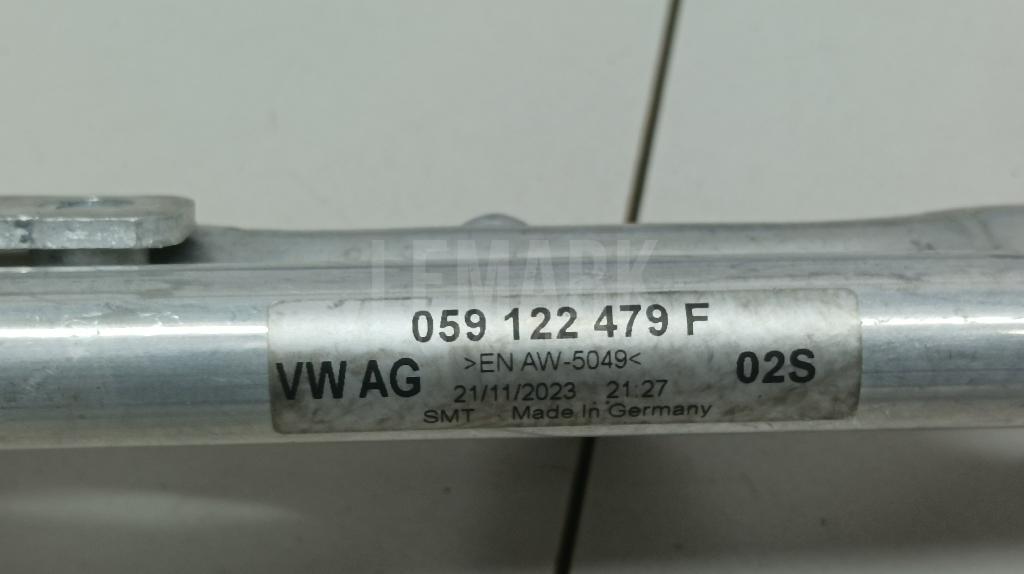 LEMARK
059 122 479 F
VW AG >EN AW-5049< 02S
21/11/2023 21:27
SMT Made In Germany